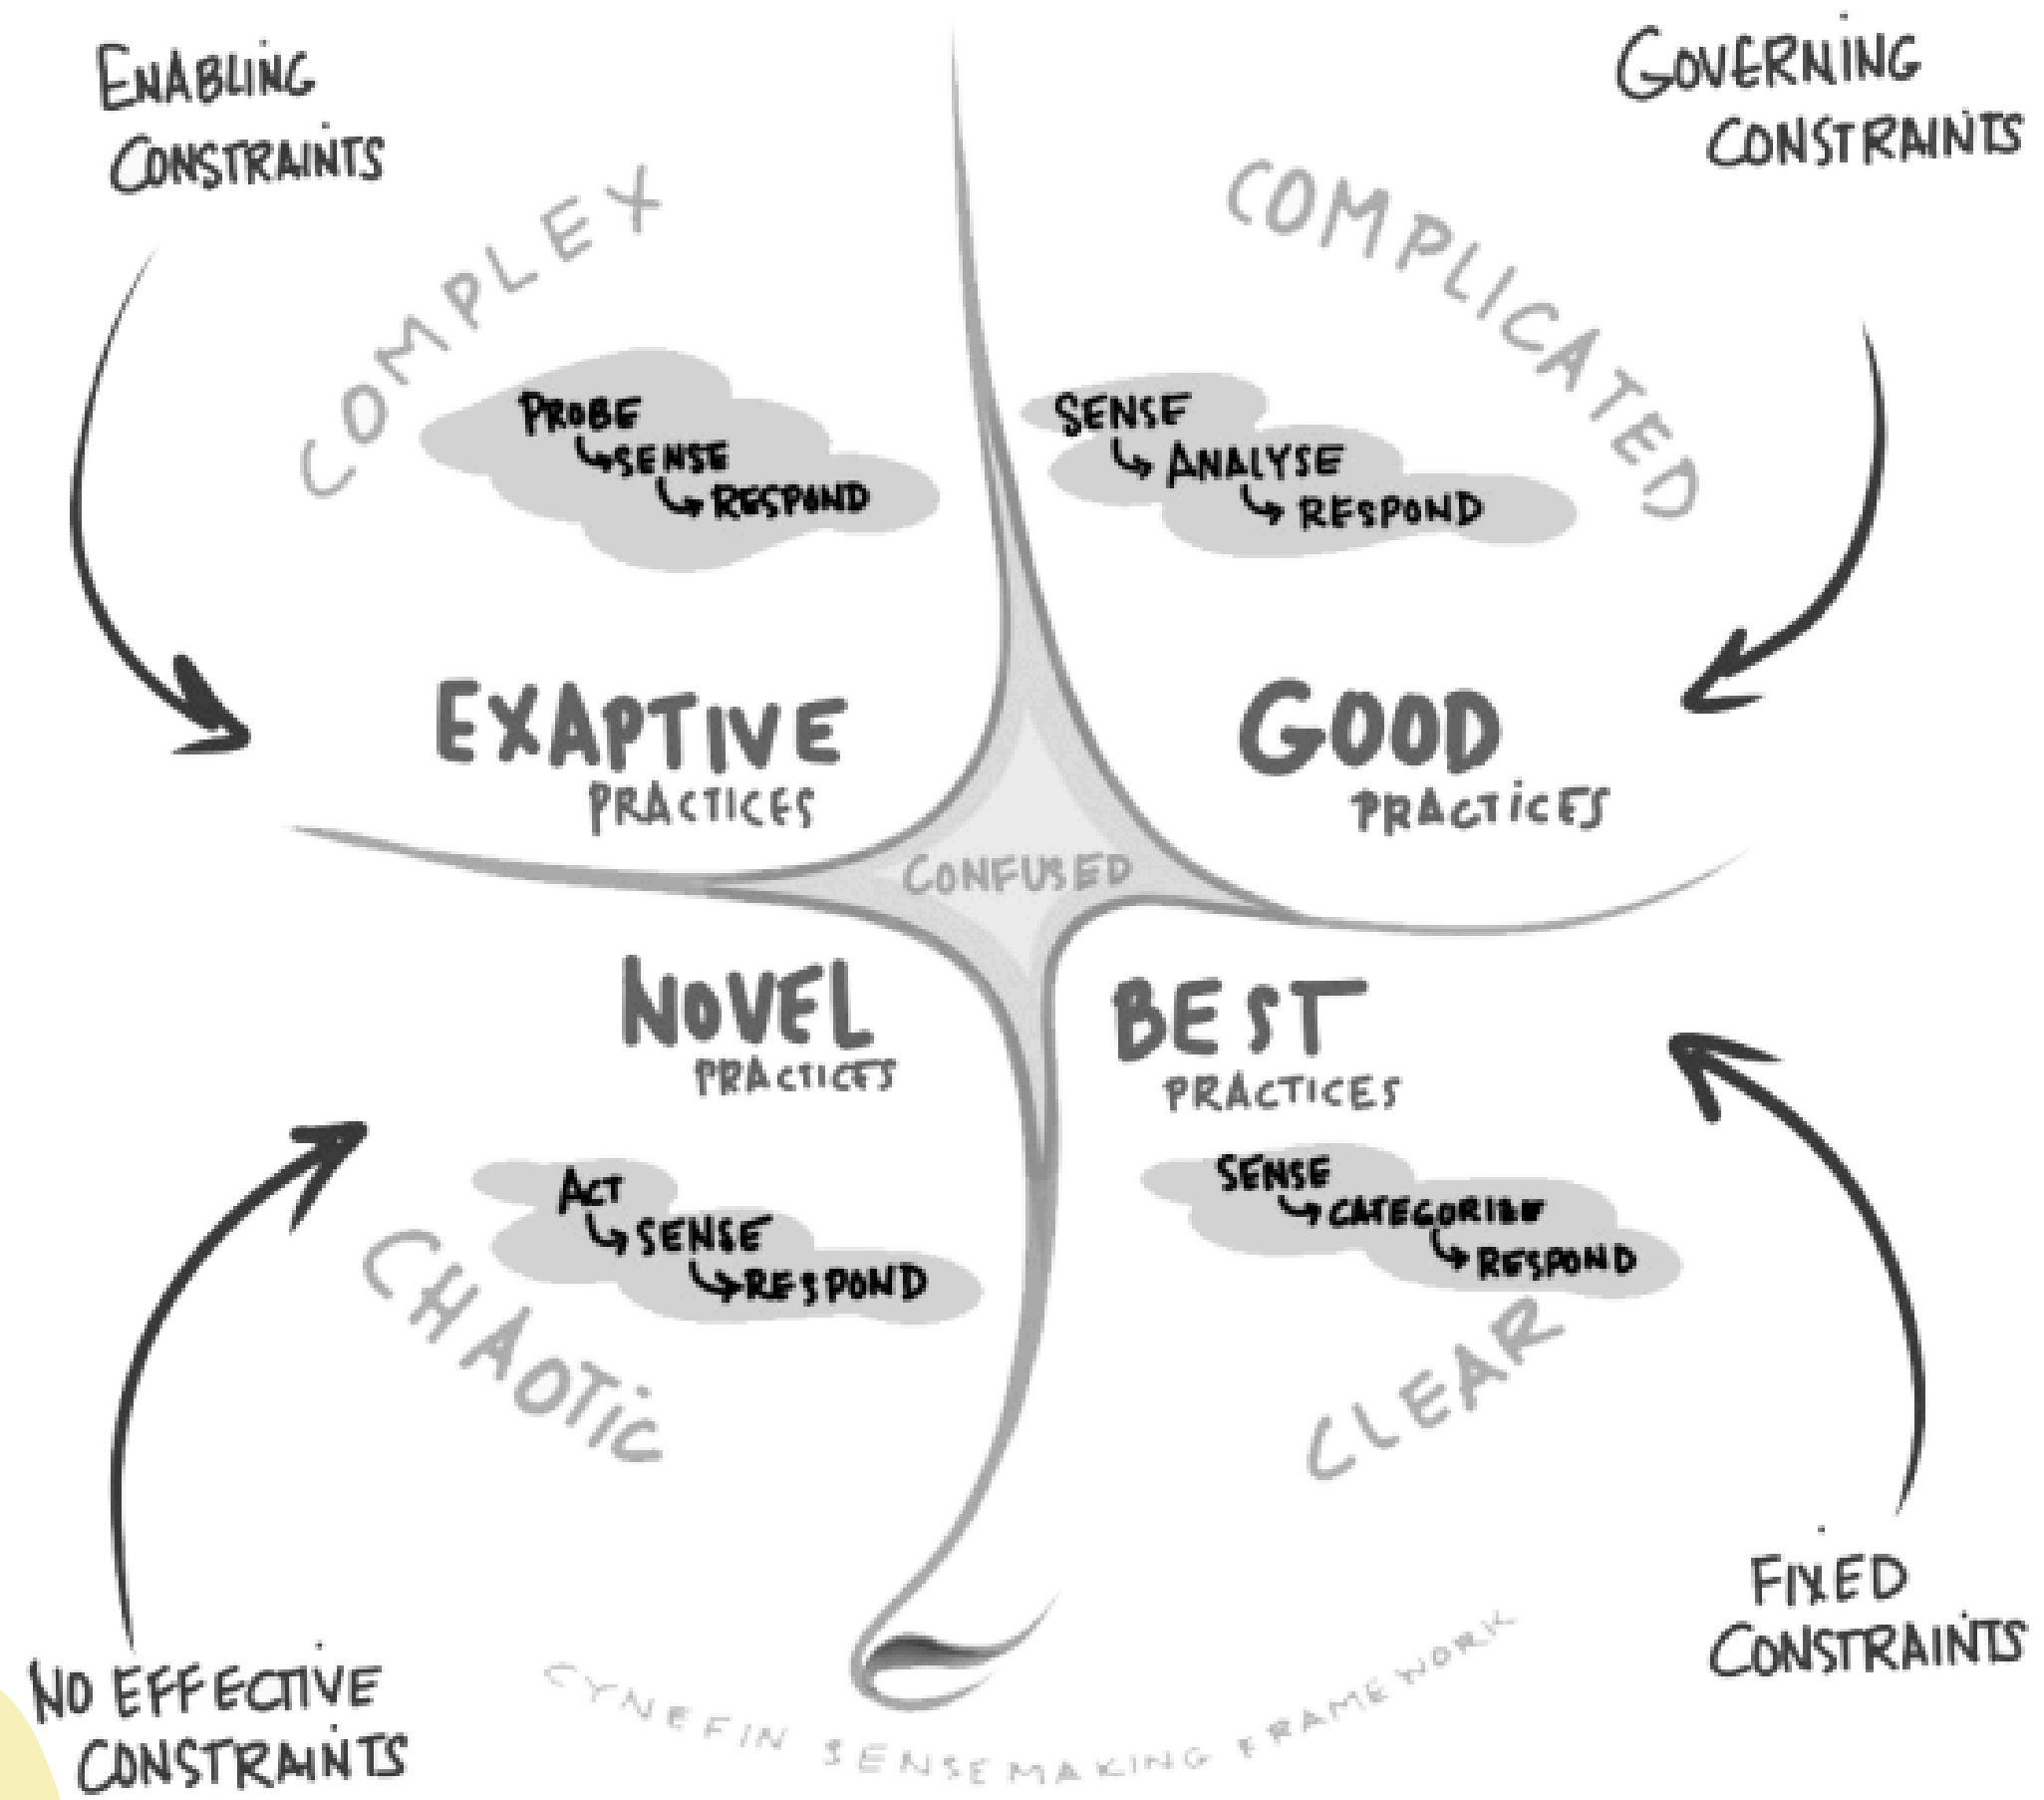 ENABLING
CONSTRAINTS
GOVERNING
CONSTRAINTS
COMPLEX
COMPLICATED
PROBE
SENSE
RESPOND
SENSE
ANALYSE
RESPOND
EXAPTIVE
PRACTICES
GOOD
PRACTICES
CONFUSED
NOVEL
PRACTICES
BEST
PRACTICES
ACT
SENSE
RESPOND
SENSE
CATEGORIZE
RESPOND
CHAOTIC
CLEAR
NO EFFECTIVE
CONSTRAINTS
FIXED
CONSTRAINTS
CYNEFIN SENSEMAKING FRAMEWORK